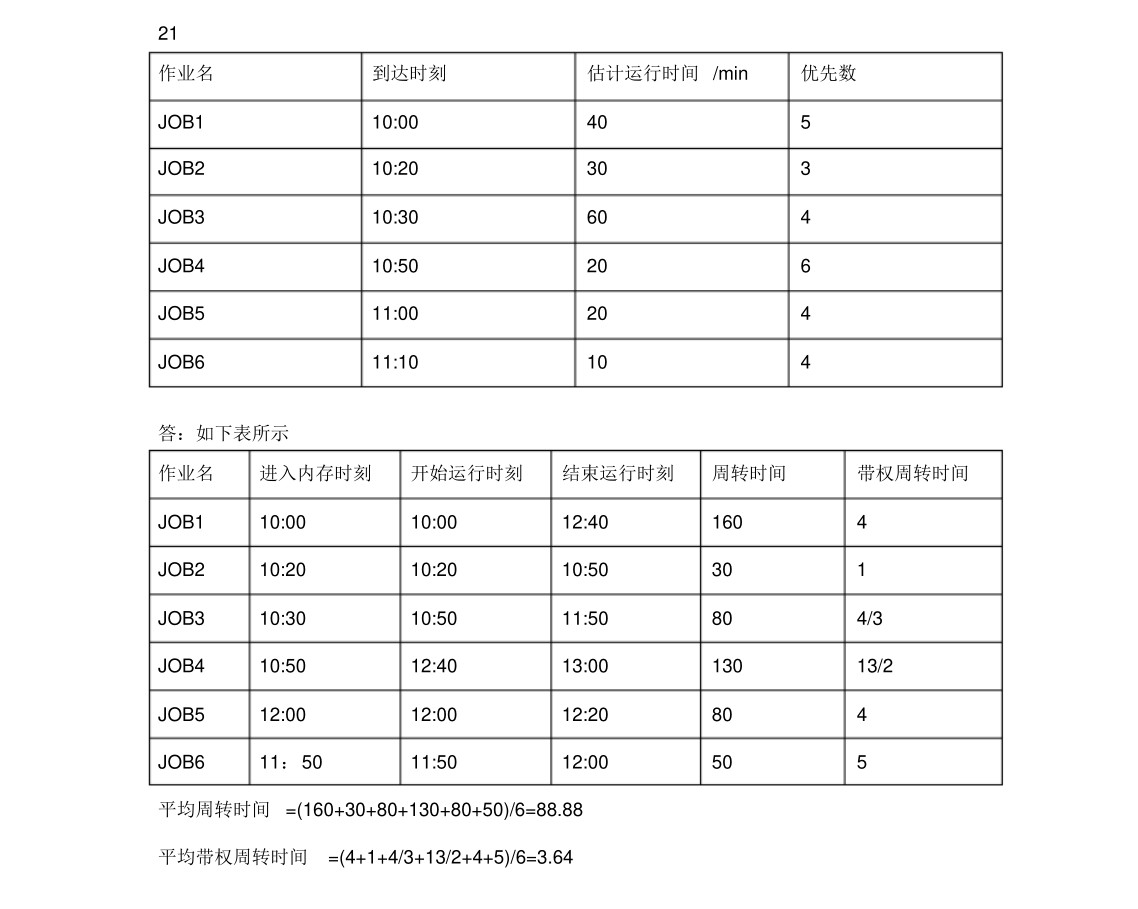 21
作业名 到达时刻 估计运行时间 /min 优先数
JOB1 10:00 40 5
JOB2 10:20 30 3
JOB3 10:30 60 4
JOB4 10:50 20 6
JOB5 11:00 20 4
JOB6 11:10 10 4
答：如下表所示
作业名 进入内存时刻 开始运行时刻 结束运行时刻 周转时间 带权周转时间
JOB1 10:00 10:00 12:40 160 4
JOB2 10:20 10:20 10:50 30 1
JOB3 10:30 10:50 11:50 80 4/3
JOB4 10:50 12:40 13:00 130 13/2
JOB5 12:00 12:00 12:20 80 4
JOB6 11：50 11:50 12:00 50 5
平均周转时间 =(160+30+80+130+80+50)/6=88.88
平均带权周转时间 =(4+1+4/3+13/2+4+5)/6=3.64